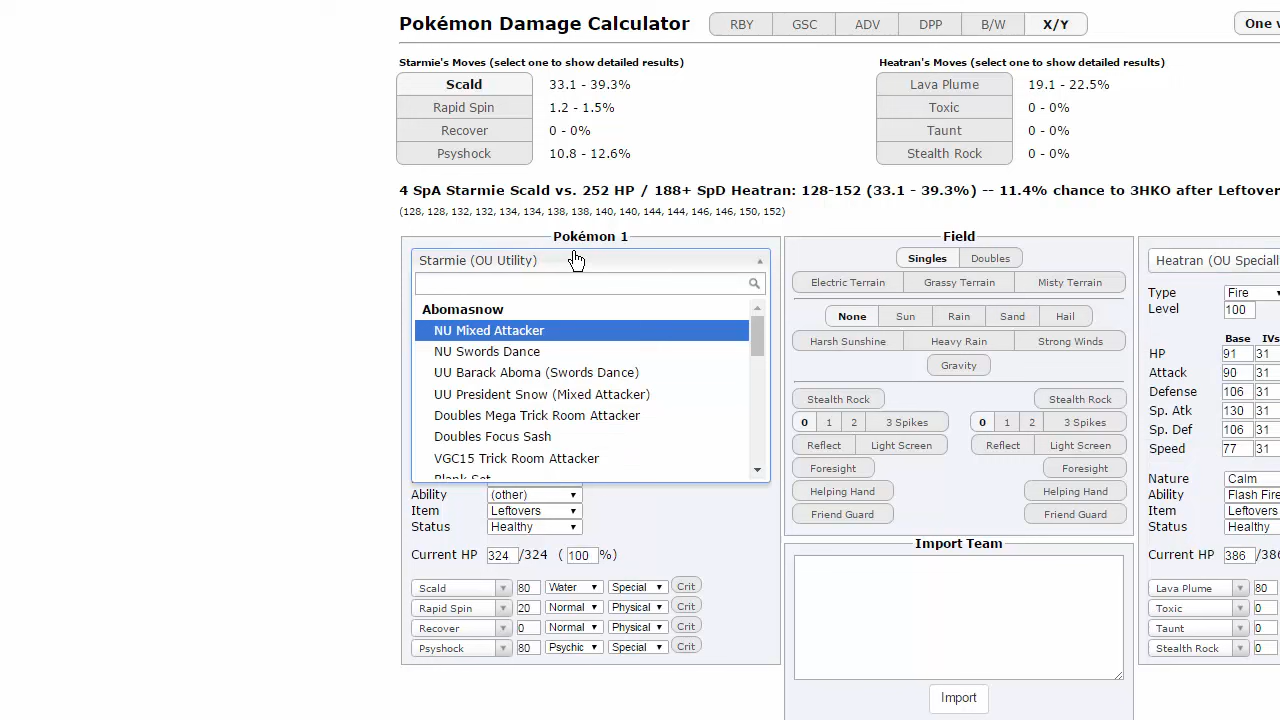 Pokémon Damage Calculator RBY GSC ADV DPP B/W X/Y One v
Starmie's Moves (select one to show detailed results)
Scald 33.1 - 39.3%
Rapid Spin 1.2 - 1.5%
Recover 0 - 0%
Psyshock 10.8 - 12.6%
Heatran's Moves (select one to show detailed results)
Lava Plume 19.1 - 22.5%
Toxic 0 - 0%
Taunt 0 - 0%
Stealth Rock 0 - 0%
4 SpA Starmie Scald vs. 252 HP / 188+ SpD Heatran: 128-152 (33.1 - 39.3%) -- 11.4% chance to 3HKO after Leftover
(128, 128, 132, 132, 134, 134, 138, 138, 140, 140, 144, 144, 146, 146, 150, 152)
Pokémon 1
Starmie (OU Utility)
Abomasnow
NU Mixed Attacker
NU Swords Dance
UU Barack Aboma (Swords Dance)
UU President Snow (Mixed Attacker)
Doubles Mega Trick Room Attacker
Doubles Focus Sash
VGC15 Trick Room Attacker
Blank Set
Ability (other)
Item Leftovers
Status Healthy
Current HP 324 /324 ( 100 %)
Scald 80 Water Special Crit
Rapid Spin 20 Normal Physical Crit
Recover 0 Normal Physical Crit
Psyshock 80 Psychic Special Crit
Field
Singles Doubles
Electric Terrain Grassy Terrain Misty Terrain
None Sun Rain Sand Hail
Harsh Sunshine Heavy Rain Strong Winds
Gravity
Stealth Rock Stealth Rock
0 1 2 3 Spikes 0 1 2 3 Spikes
Reflect Light Screen Reflect Light Screen
Foresight Foresight
Helping Hand Helping Hand
Friend Guard Friend Guard
Import Team
Import
Heatran (OU Speciall
Type Fire
Level 100
Base IVs
HP 91 31
Attack 90 31
Defense 106 31
Sp. Atk 130 31
Sp. Def 106 31
Speed 77 31
Nature Calm
Ability Flash Fire
Item Leftovers
Status Healthy
Current HP 386 /386
Lava Plume 80
Toxic 0
Taunt 0
Stealth Rock 0